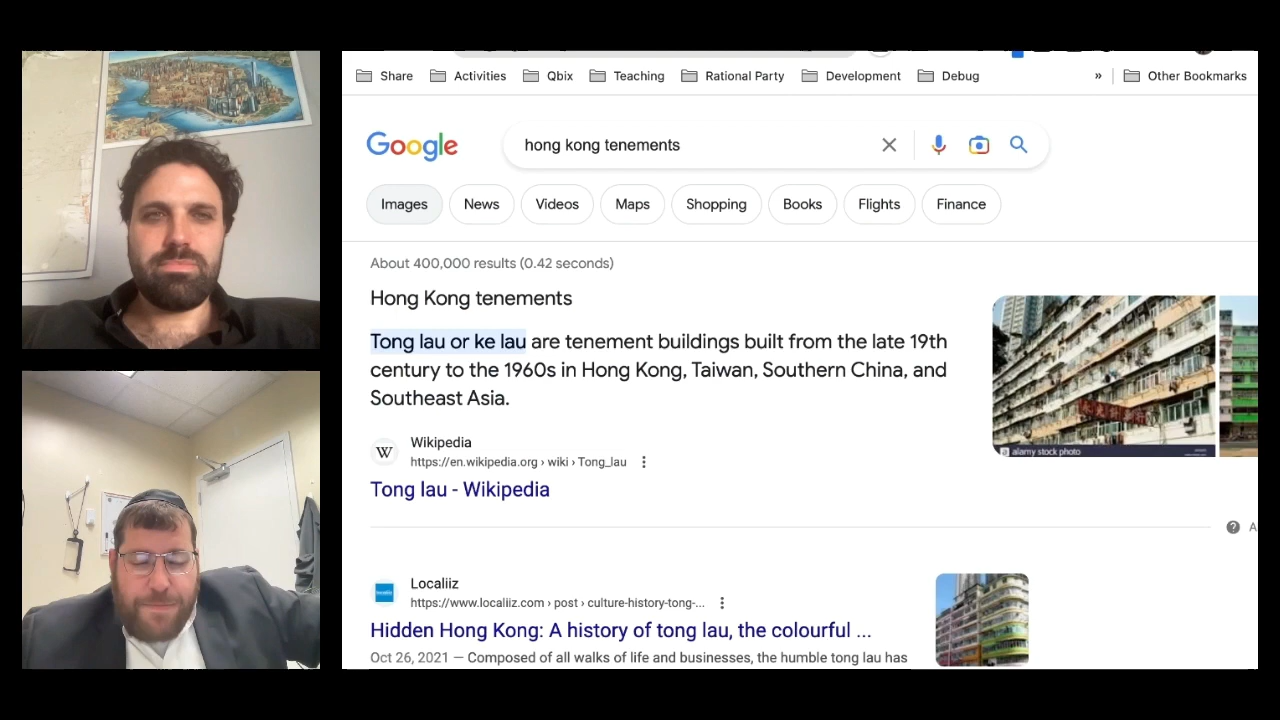 Share
Activities
Qbix
Teaching
Rational Party
Development
Debug
»
Other Bookmarks
Google
hong kong tenements
Images
News
Videos
Maps
Shopping
Books
Flights
Finance
About 400,000 results (0.42 seconds)
Hong Kong tenements
Tong lau or ke lau are tenement buildings built from the late 19th
century to the 1960s in Hong Kong, Taiwan, Southern China, and
Southeast Asia.
alamy stock photo
W
Wikipedia
https://en.wikipedia.org › wiki › Tong_lau
Tong lau - Wikipedia
A
Localiiz
https://www.localiiz.com › post › culture-history-tong-...
Hidden Hong Kong: A history of tong lau, the colourful ...
Oct 26, 2021 — Composed of all walks of life and businesses, the humble tong lau has